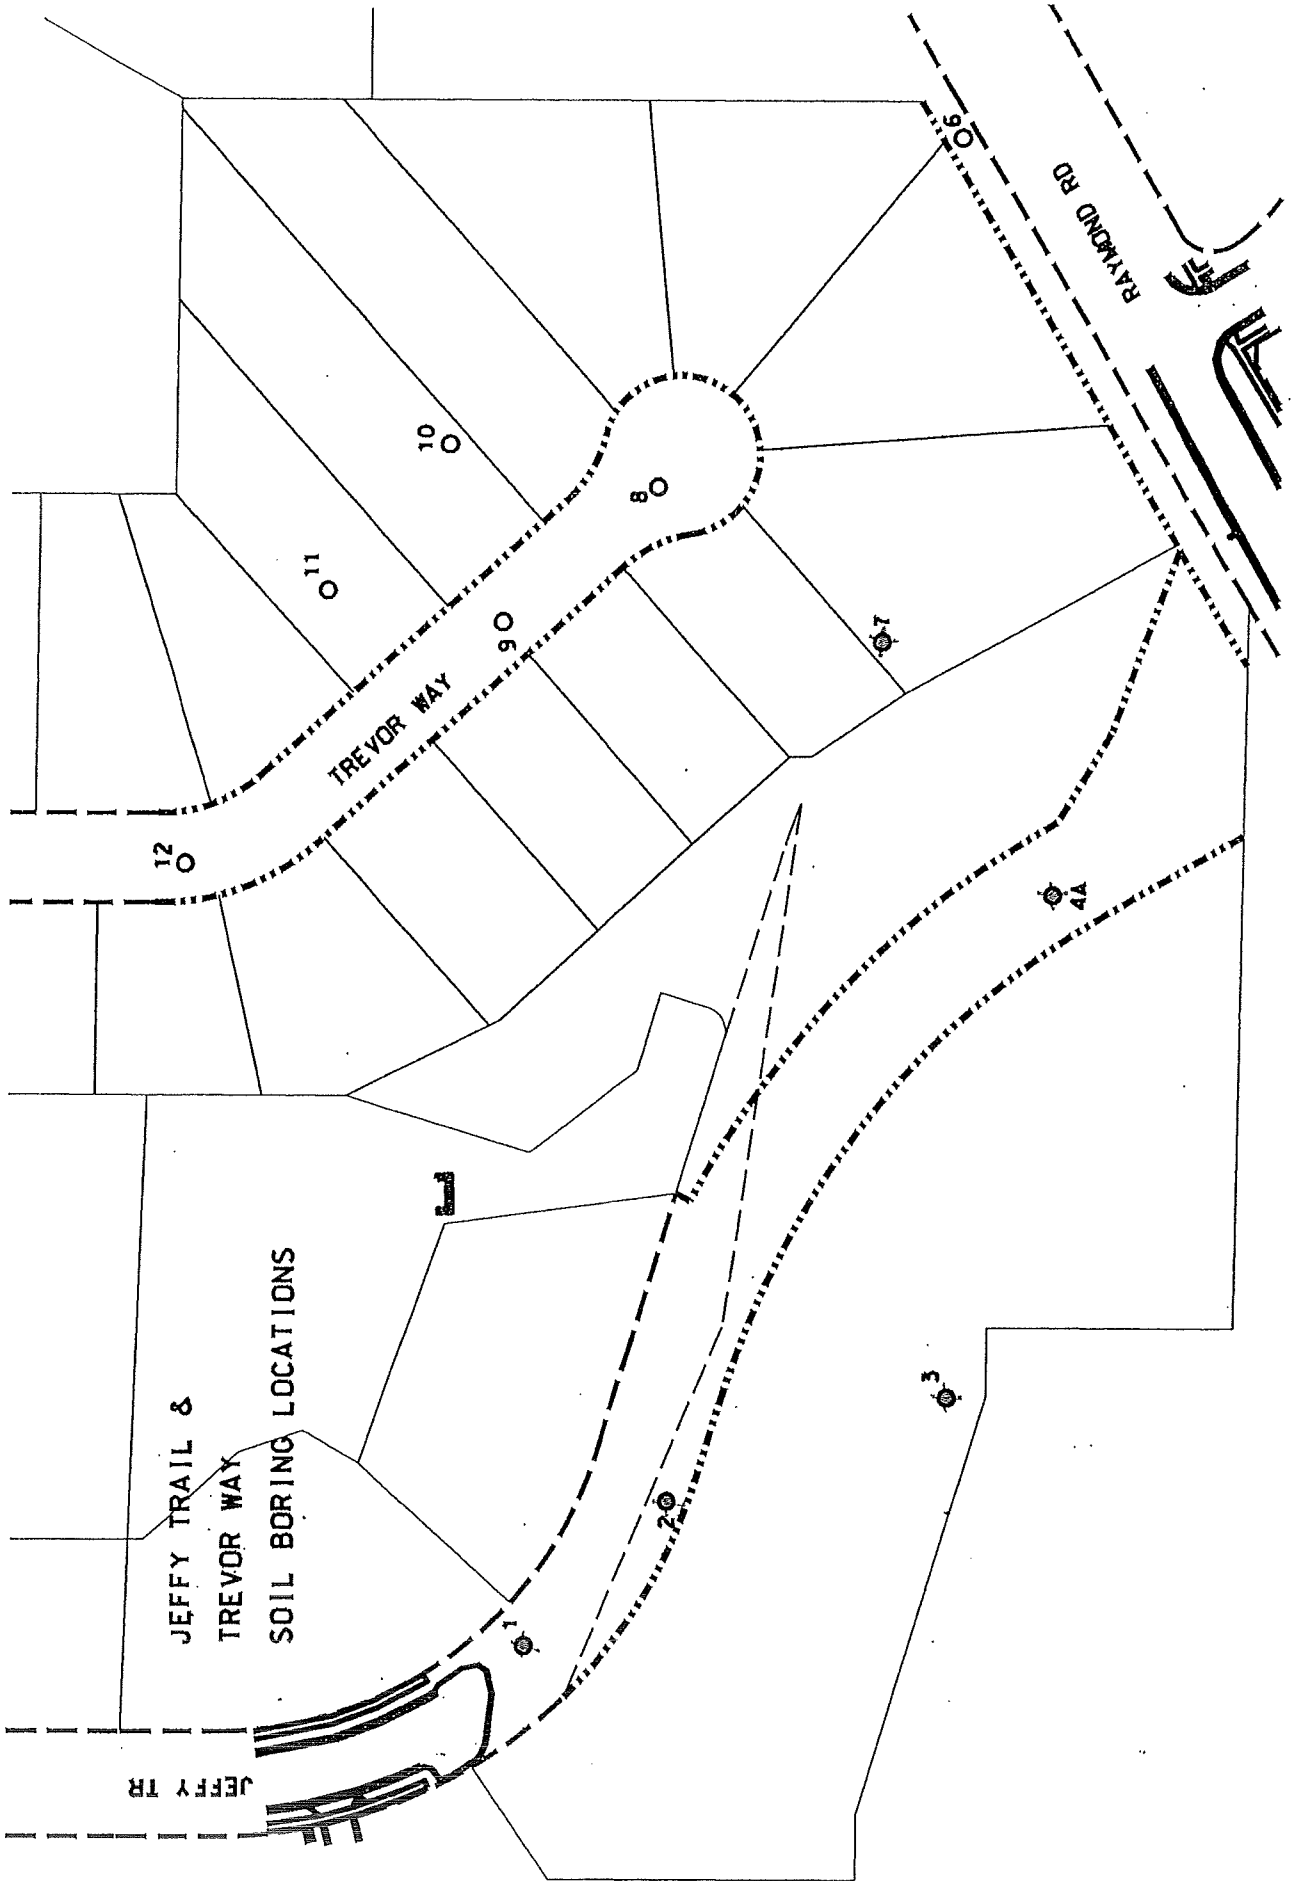 JEFFY TRAIL &
TREVOR WAY
SOIL BORING LOCATIONS
JEFFY TR
TREVOR WAY
RAYMOND RD
1
2
3
4A
6
7
8
9
10
11
12